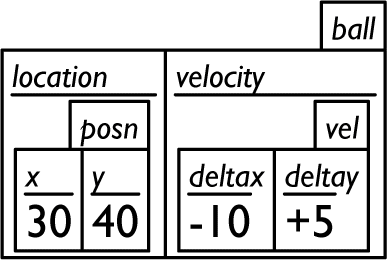 ball
location velocity
posn vel
x y deltax deltay
30 40 -10 +5